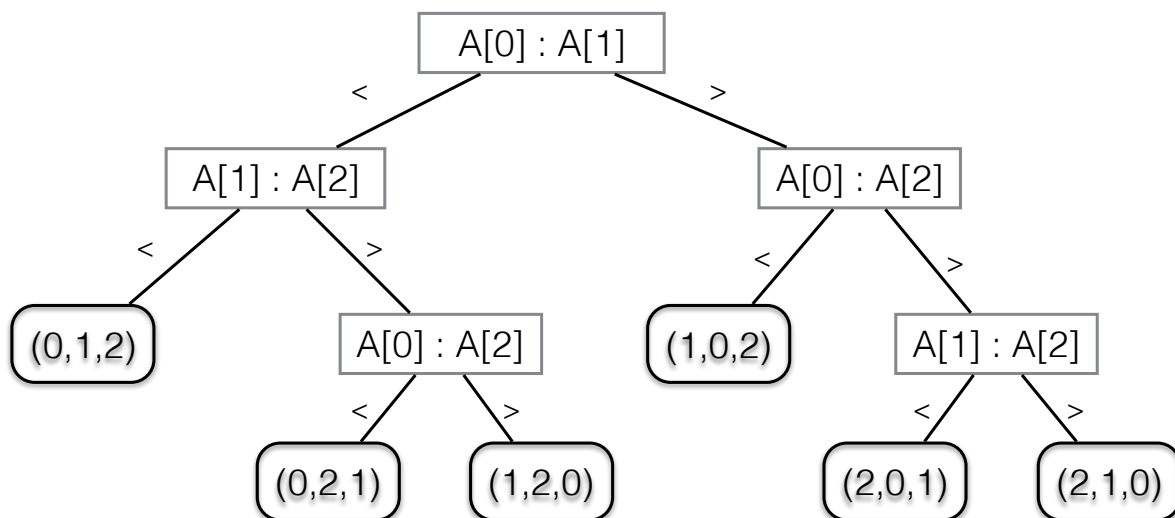 A[0] : A[1]
< >
A[1] : A[2] A[0] : A[2]
< > < >
(0,1,2) A[0] : A[2] (1,0,2) A[1] : A[2]
< > < >
(0,2,1) (1,2,0) (2,0,1) (2,1,0)